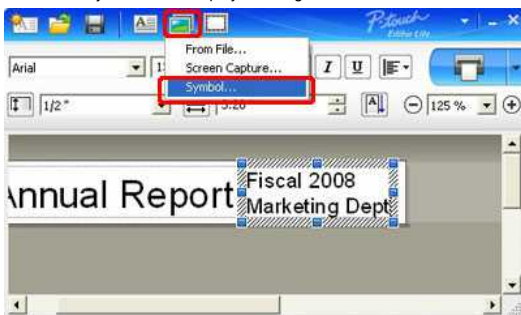 P-touch
Editor Lite
From File...
Screen Capture...
Symbol...
Arial
I U
1/2"
A
125 %
Annual Report
Fiscal 2008
Marketing Dept